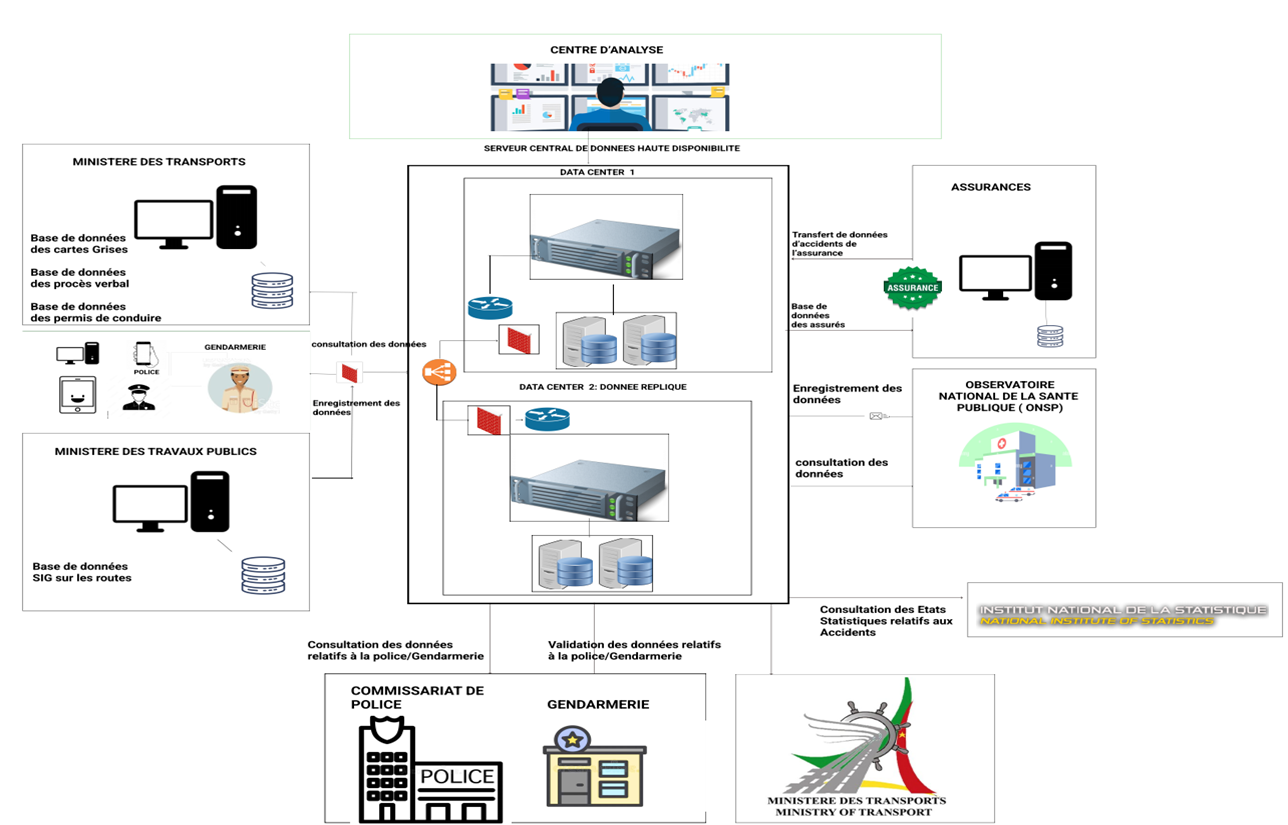 CENTRE D'ANALYSE
SERVEUR CENTRAL DE DONNEES HAUTE DISPONIBILITE
MINISTERE DES TRANSPORTS
Base de données
des cartes Grises
Base de données
des procès verbal
Base de données
des permis de conduire
POLICE
GENDARMERIE
consultation des données
Enregistrement des
données
MINISTERE DES TRAVAUX PUBLICS
Base de données
SIG sur les routes
DATA CENTER 1
DATA CENTER 2: DONNEE REPLIQUE
ASSURANCES
Transfert de données
d'accidents de
l'assurance
ASSURANCE
Base de
données
des assurés
OBSERVATOIRE
NATIONAL DE LA SANTE
PUBLIQUE ( ONSP)
Enregistrement des
données
consultation des
données
Consultation des Etats
Statistiques relatifs aux
Accidents
INSTITUT NATIONAL DE LA STATISTIQUE
NATIONAL INSTITUTE OF STATISTICS
Consultation des données
relatifs à la police/Gendarmerie
Validation des données relatifs
à la police/Gendarmerie
COMMISSARIAT DE
POLICE
POLICE
GENDARMERIE
MINISTERE DES TRANSPORTS
MINISTRY OF TRANSPORT